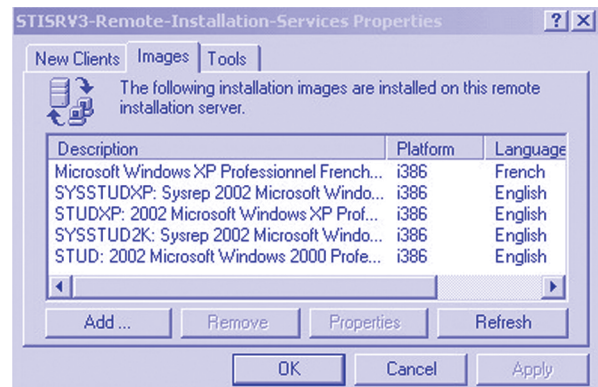 STISRV3-Remote-Installation-Services Properties
New Clients Images Tools
The following installation images are installed on this remote
installation server.
Description Platform Language
Microsoft Windows XP Professionnel French... i386 French
SYSSTUDXP: Sysrep 2002 Microsoft Windo... i386 English
STUDXP: 2002 Microsoft Windows XP Prof... i386 English
SYSSTUD2K: Sysrep 2002 Microsoft Windo... i386 English
STUD: 2002 Microsoft Windows 2000 Profe... i386 English
Add ... Remove Properties Refresh
OK Cancel Apply